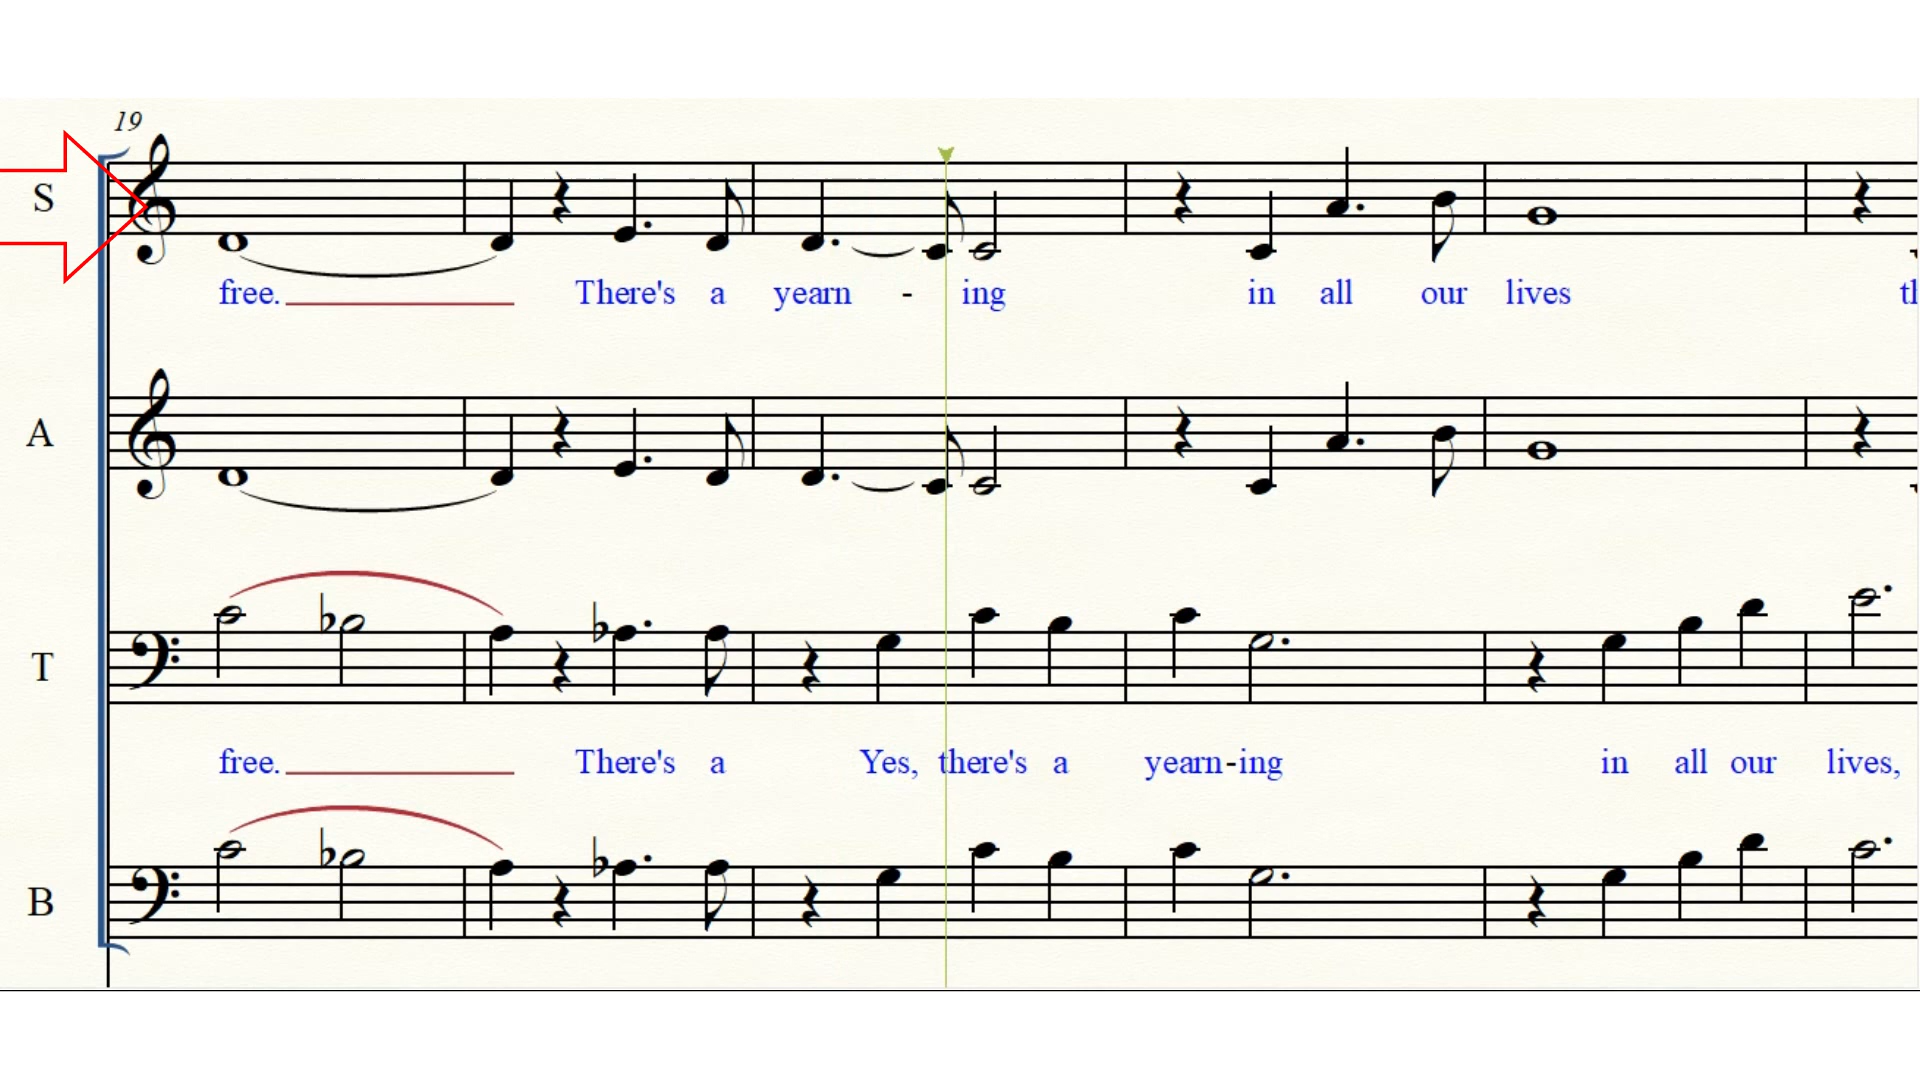 19
S
free. There's a yearn - ing in all our lives
A
T
free. There's a Yes, there's a yearn-ing in all our lives,
B